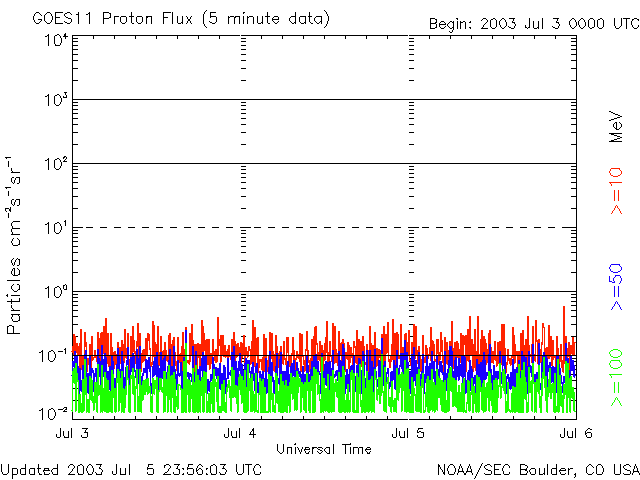 GOES11 Proton Flux (5 minute data)
Begin: 2003 Jul 3 0000 UTC
Particles cm⁻²s⁻¹sr⁻¹
10⁴
10³
10²
10¹
10⁰
10⁻¹
10⁻²
Jul 3
Jul 4
Jul 5
Jul 6
Universal Time
MeV
>=10
>=50
>=100
Updated 2003 Jul 5 23:56:03 UTC
NOAA/SEC Boulder, CO USA